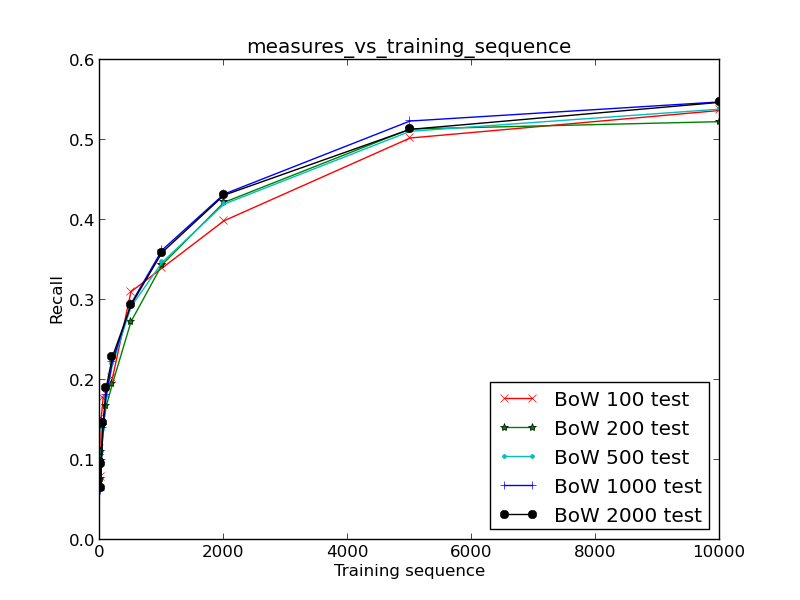 measures_vs_training_sequence
0.6
0.5
0.4
0.3
0.2
0.1
0.0
Recall
0 2000 4000 6000 8000 10000
Training sequence
BoW 100 test
BoW 200 test
BoW 500 test
BoW 1000 test
BoW 2000 test